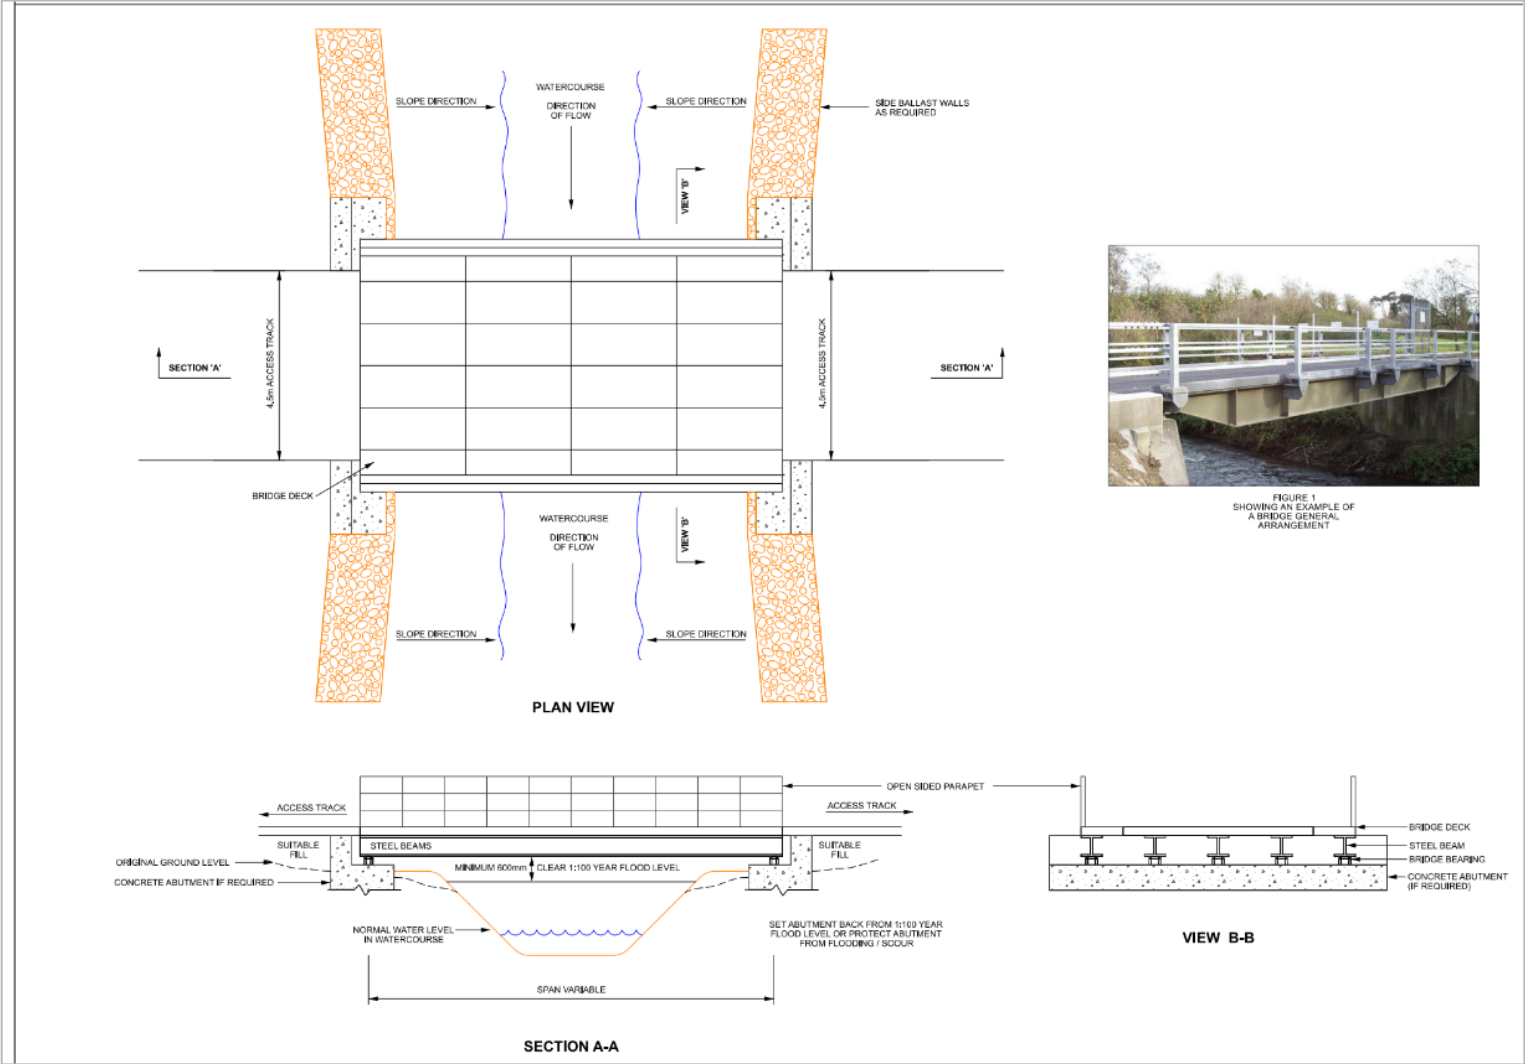 WATERCOURSE
DIRECTION
OF FLOW
SLOPE DIRECTION
SLOPE DIRECTION
SIDE BALLAST WALLS
AS REQUIRED
VIEW 'B'
4.5m ACCESS TRACK
4.5m ACCESS TRACK
SECTION 'A'
SECTION 'A'
BRIDGE DECK
WATERCOURSE
DIRECTION
OF FLOW
VIEW 'B'
SLOPE DIRECTION
SLOPE DIRECTION
PLAN VIEW
FIGURE 1
SHOWING AN EXAMPLE OF
A BRIDGE GENERAL
ARRANGEMENT
ACCESS TRACK
OPEN SIDED PARAPET
ACCESS TRACK
SUITABLE
FILL
STEEL BEAMS
SUITABLE
FILL
ORIGINAL GROUND LEVEL
MINIMUM 600mm CLEAR 1:100 YEAR FLOOD LEVEL
CONCRETE ABUTMENT IF REQUIRED
NORMAL WATER LEVEL
IN WATERCOURSE
SET ABUTMENT BACK FROM 1:100 YEAR
FLOOD LEVEL OR PROTECT ABUTMENT
FROM FLOODING / SCOUR
SPAN VARIABLE
SECTION A-A
BRIDGE DECK
STEEL BEAM
BRIDGE BEARING
CONCRETE ABUTMENT
(IF REQUIRED)
VIEW B-B